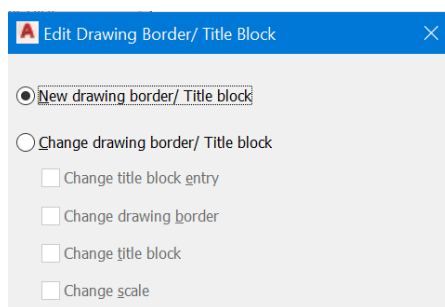 A Edit Drawing Border/ Title Block
New drawing border/ Title block
Change drawing border/ Title block
Change title block entry
Change drawing border
Change title block
Change scale